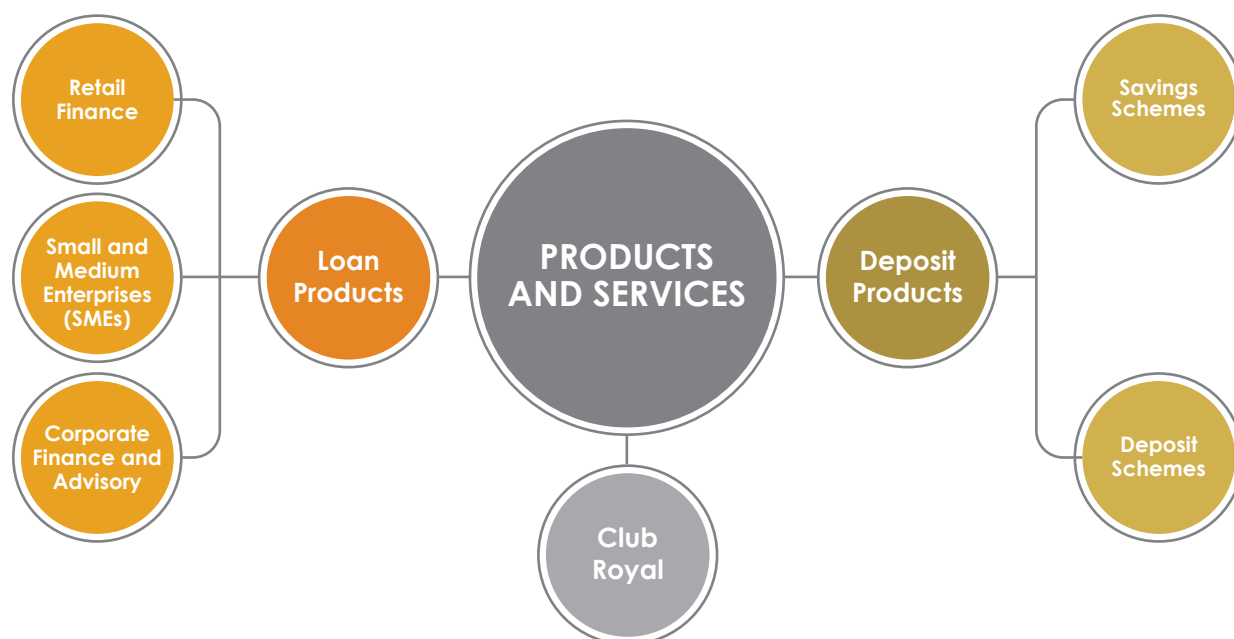 Retail
Finance
Small and
Medium
Enterprises
(SMEs)
Corporate
Finance and
Advisory
Loan
Products
PRODUCTS
AND SERVICES
Club
Royal
Deposit
Products
Savings
Schemes
Deposit
Schemes